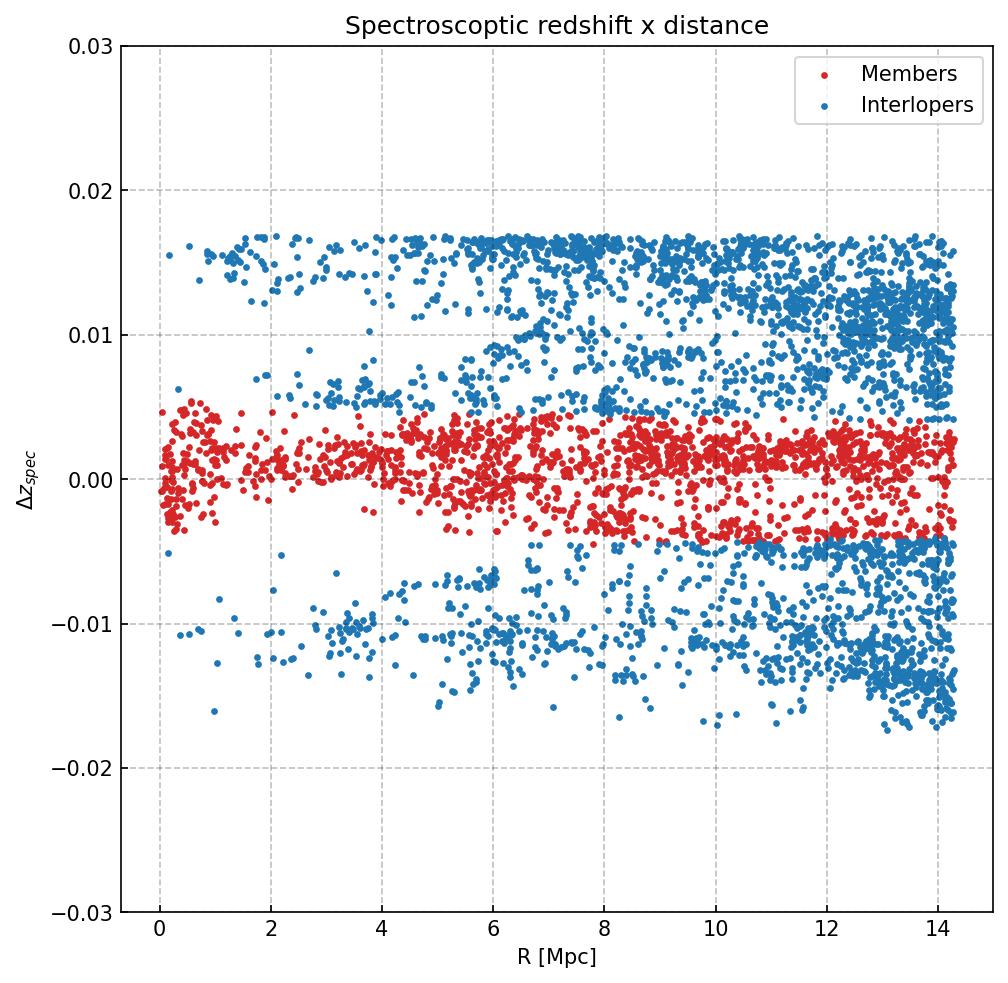 Spectroscoptic redshift x distance
Members
Interlopers
0.03
0.02
0.01
0.00
−0.01
−0.02
−0.03
Δz_spec
0 2 4 6 8 10 12 14
R [Mpc]